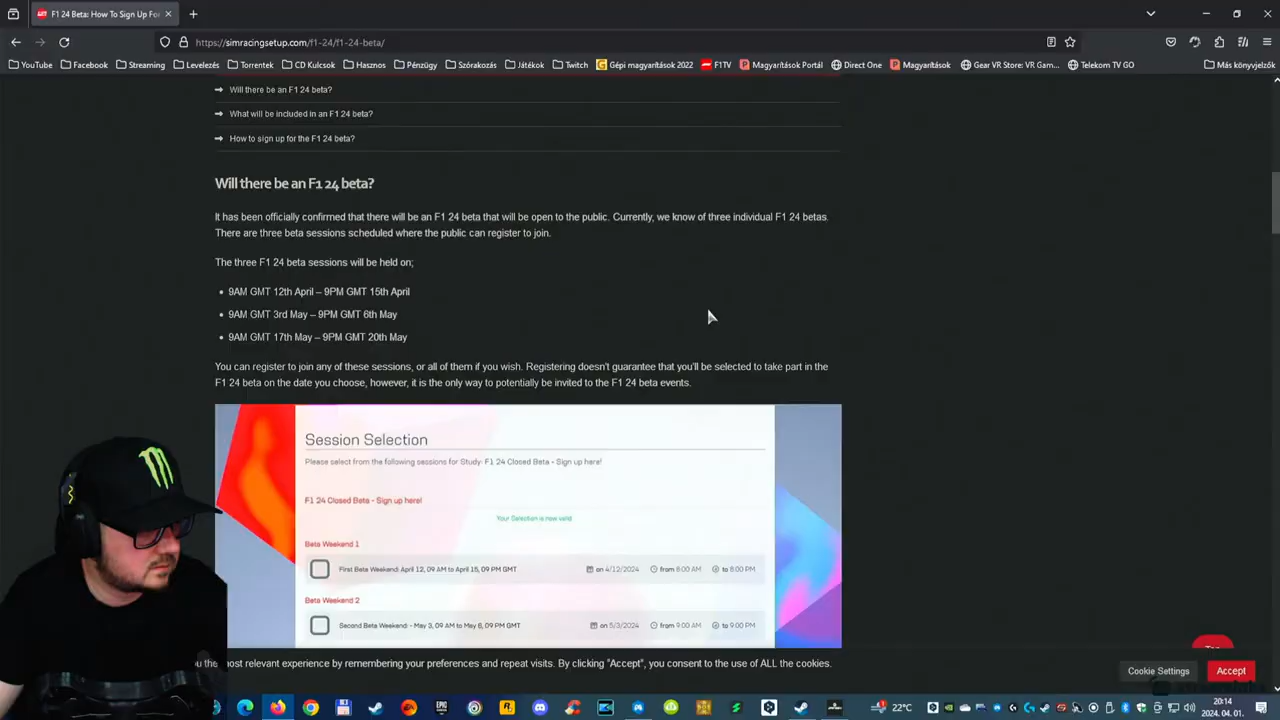 F1 24 Beta: How To Sign Up For
https://simracingsetup.com/f1-24/f1-24-beta/
YouTube Facebook Streaming Levelezés Torrentek CD Kulcsok Hasznos Pénzügy Szórakozás Játékok Twitch Gépi magyarítások 2022 F1TV Magyarítások Portál Direct One Magyarítások Gear VR Store: VR Gam... Telekom TV GO Más könyvjelzők
Will there be an F1 24 beta?
What will be included in an F1 24 beta?
How to sign up for the F1 24 beta?
Will there be an F1 24 beta?
It has been officially confirmed that there will be an F1 24 beta that will be open to the public. Currently, we know of three individual F1 24 betas.
There are three beta sessions scheduled where the public can register to join.
The three F1 24 beta sessions will be held on;
9AM GMT 12th April – 9PM GMT 15th April
9AM GMT 3rd May – 9PM GMT 6th May
9AM GMT 17th May – 9PM GMT 20th May
You can register to join any of these sessions, or all of them if you wish. Registering doesn't guarantee that you'll be selected to take part in the
F1 24 beta on the date you choose, however, it is the only way to potentially be invited to the F1 24 beta events.
Session Selection
Please select from the following sessions for Study: F1 24 Closed Beta - Sign up here!
F1 24 Closed Beta - Sign up here!
Your Selection is now valid
Beta Weekend 1
First Beta Weekend: April 12, 09 AM to April 15, 09 PM GMT on 4/12/2024 from 8:00 AM to 8:00 PM
Beta Weekend 2
Second Beta Weekend: - May 3, 09 AM to May 6, 09 PM GMT on 5/3/2024 from 9:00 AM to 9:00 PM
you the most relevant experience by remembering your preferences and repeat visits. By clicking "Accept", you consent to the use of ALL the cookies.
Cookie Settings
Accept
22°C
20:14
2024. 04. 01.